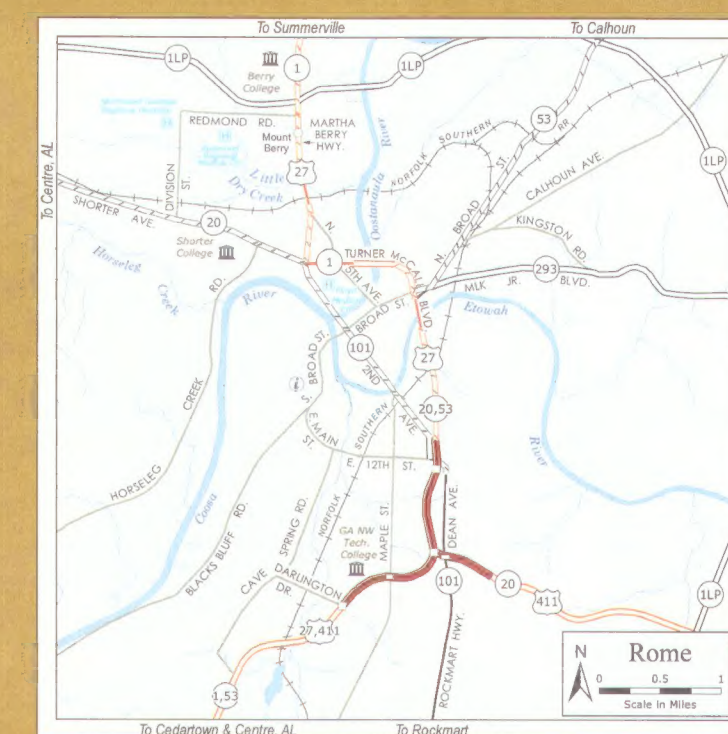 To Summerville
To Calhoun
1LP
1
Berry
College
1LP
53
REDMOND RD.
MARTHA
BERRY
HWY.
Mount
Berry
27
Little
Dry Creek
Oostanaula
River
NORFOLK SOUTHERN
RR
N. BROAD ST.
CALHOUN AVE.
1LP
To Centre, AL
DIVISION
ST.
SHORTER AVE.
20
Shorter
College
KINGSTON RD.
Horseleg
Creek
1
N. 5TH AVE.
TURNER MCCALL BLVD
293
MLK JR. BLVD.
River
BROAD ST.
Etowah
River
101
2ND AVE.
27
S. BROAD ST.
20,53
HORSELEG CREEK RD.
E. MAIN
ST.
NORFOLK SOUTHERN
E. 12TH ST.
Coosa
BLACKS BLUFF RD.
CAVE SPRING RD.
GA NW
Tech.
College
MAPLE ST.
DEAN AVE.
DARLINGTON
DR.
101
20
411
1LP
27,411
ROCKMART HWY.
1,53
N
Rome
0 0.5 1
Scale in Miles
To Cedartown & Centre, AL
To Rockmart